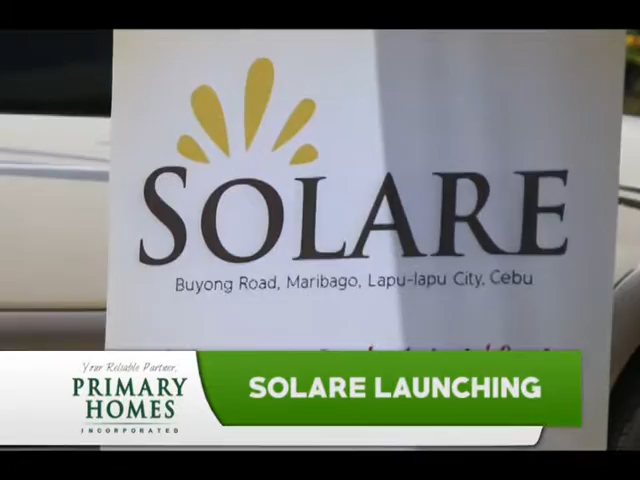 SOLARE
Buyong Road, Maribago, Lapu-lapu City, Cebu
Your Reliable Partner,
PRIMARY
HOMES
INCORPORATED
SOLARE LAUNCHING